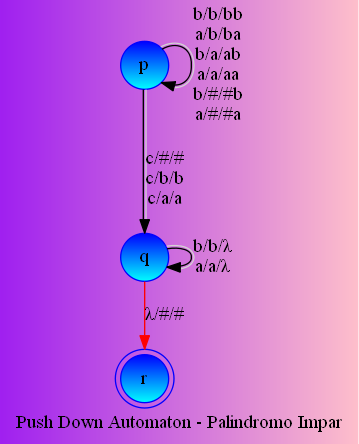 b/b/bb
a/b/ba
b/a/ab
a/a/aa
b/#/#b
a/#/#a
p
c/#/#
c/b/b
c/a/a
q
b/b/λ
a/a/λ
λ/#/#
r
Push Down Automaton - Palindromo Impar